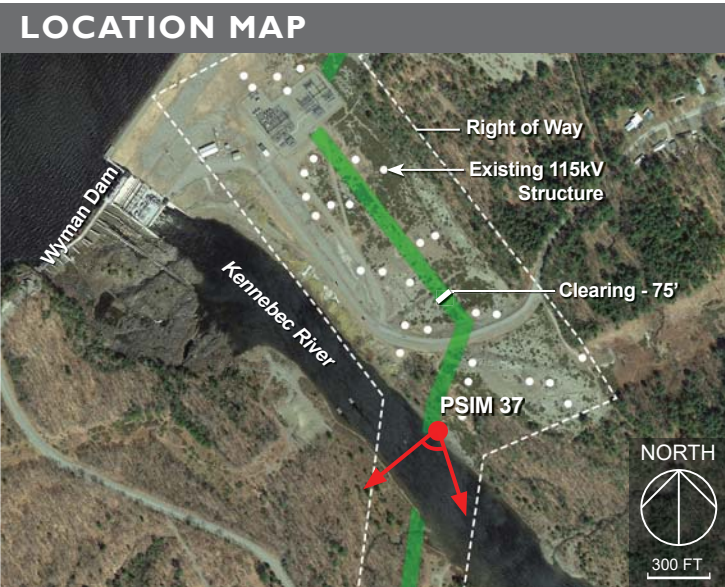 LOCATION MAP
Right of Way
Existing 115kV
Structure
Wyman Dam
Kennebec River
Clearing - 75'
PSIM 37
NORTH
300 FT